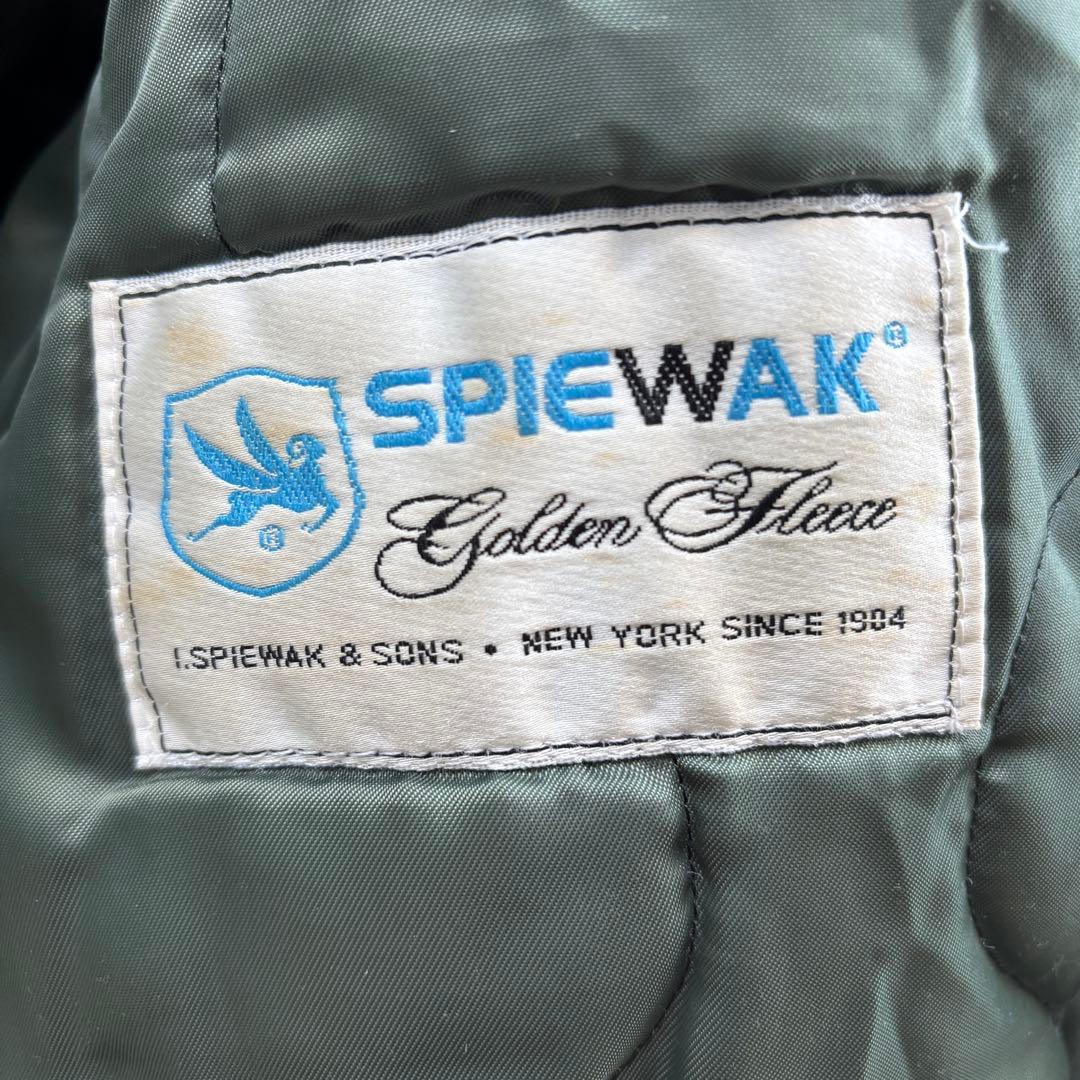 SPIEWAK®
Golden Fleece
®
I.SPIEWAK & SONS • NEW YORK SINCE 1904